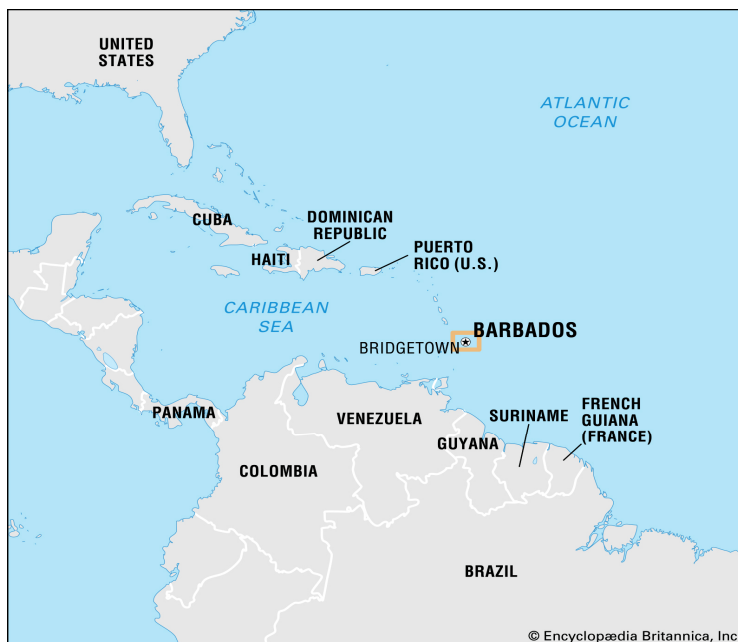 UNITED
STATES
ATLANTIC
OCEAN
CUBA
DOMINICAN
REPUBLIC
HAITI
PUERTO
RICO (U.S.)
CARIBBEAN
SEA
BARBADOS
BRIDGETOWN
PANAMA
VENEZUELA
SURINAME
FRENCH
GUIANA
(FRANCE)
GUYANA
COLOMBIA
BRAZIL
© Encyclopædia Britannica, Inc